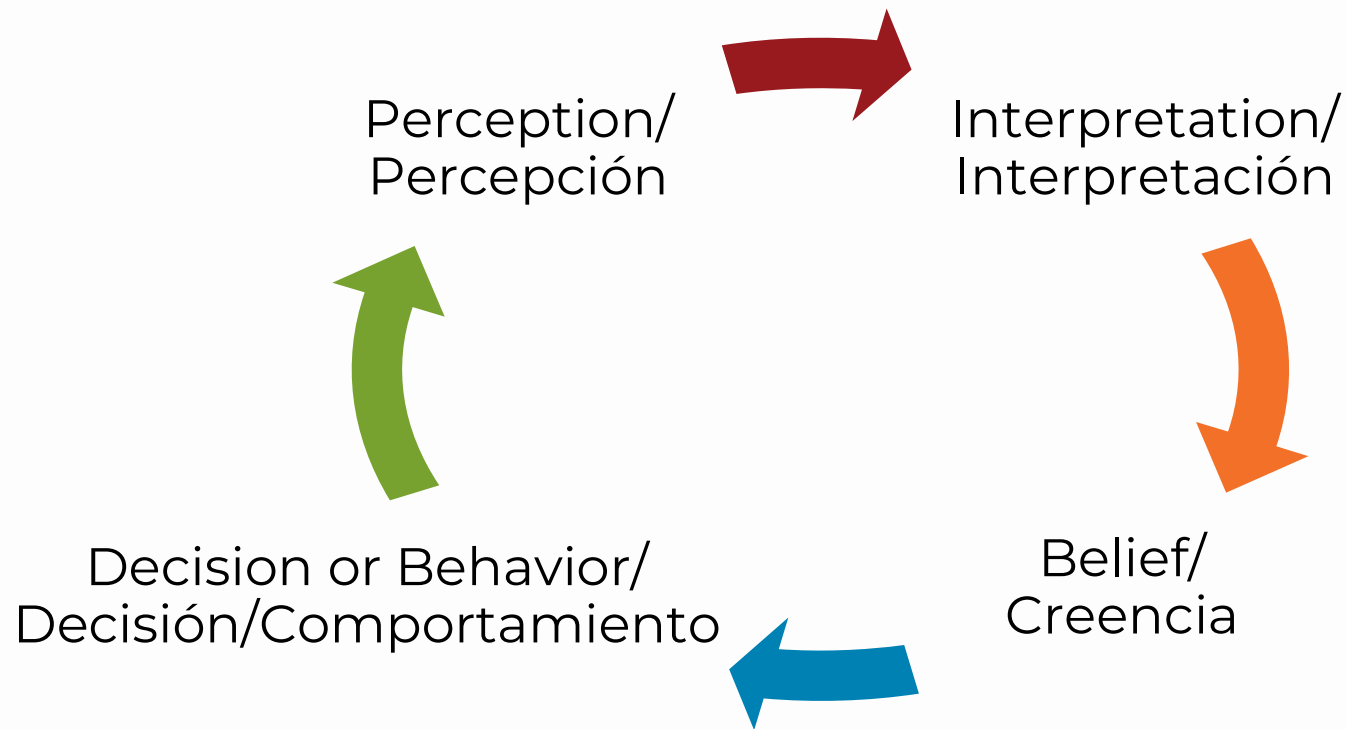 Perception/
Percepción
Interpretation/
Interpretación
Belief/
Creencia
Decision or Behavior/
Decisión/Comportamiento